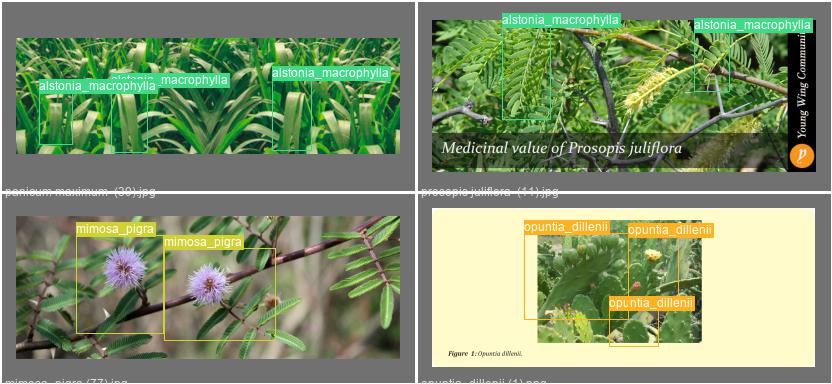 alstonia_macrophylla
alstonia_macrophylla
alstonia_macrophylla
panicum maximum (39).jpg
alstonia_macrophylla
alstonia_macrophylla
Young Wing Communi
Medicinal value of Prosopis juliflora
prosopis juliflora (11).jpg
mimosa_pigra
mimosa_pigra
mimosa_pigra (77).jpg
opuntia_dillenii
opuntia_dillenii
opuntia_dillenii
Figure 1: Opuntia dillenii.
opuntia_dillenii (1).png